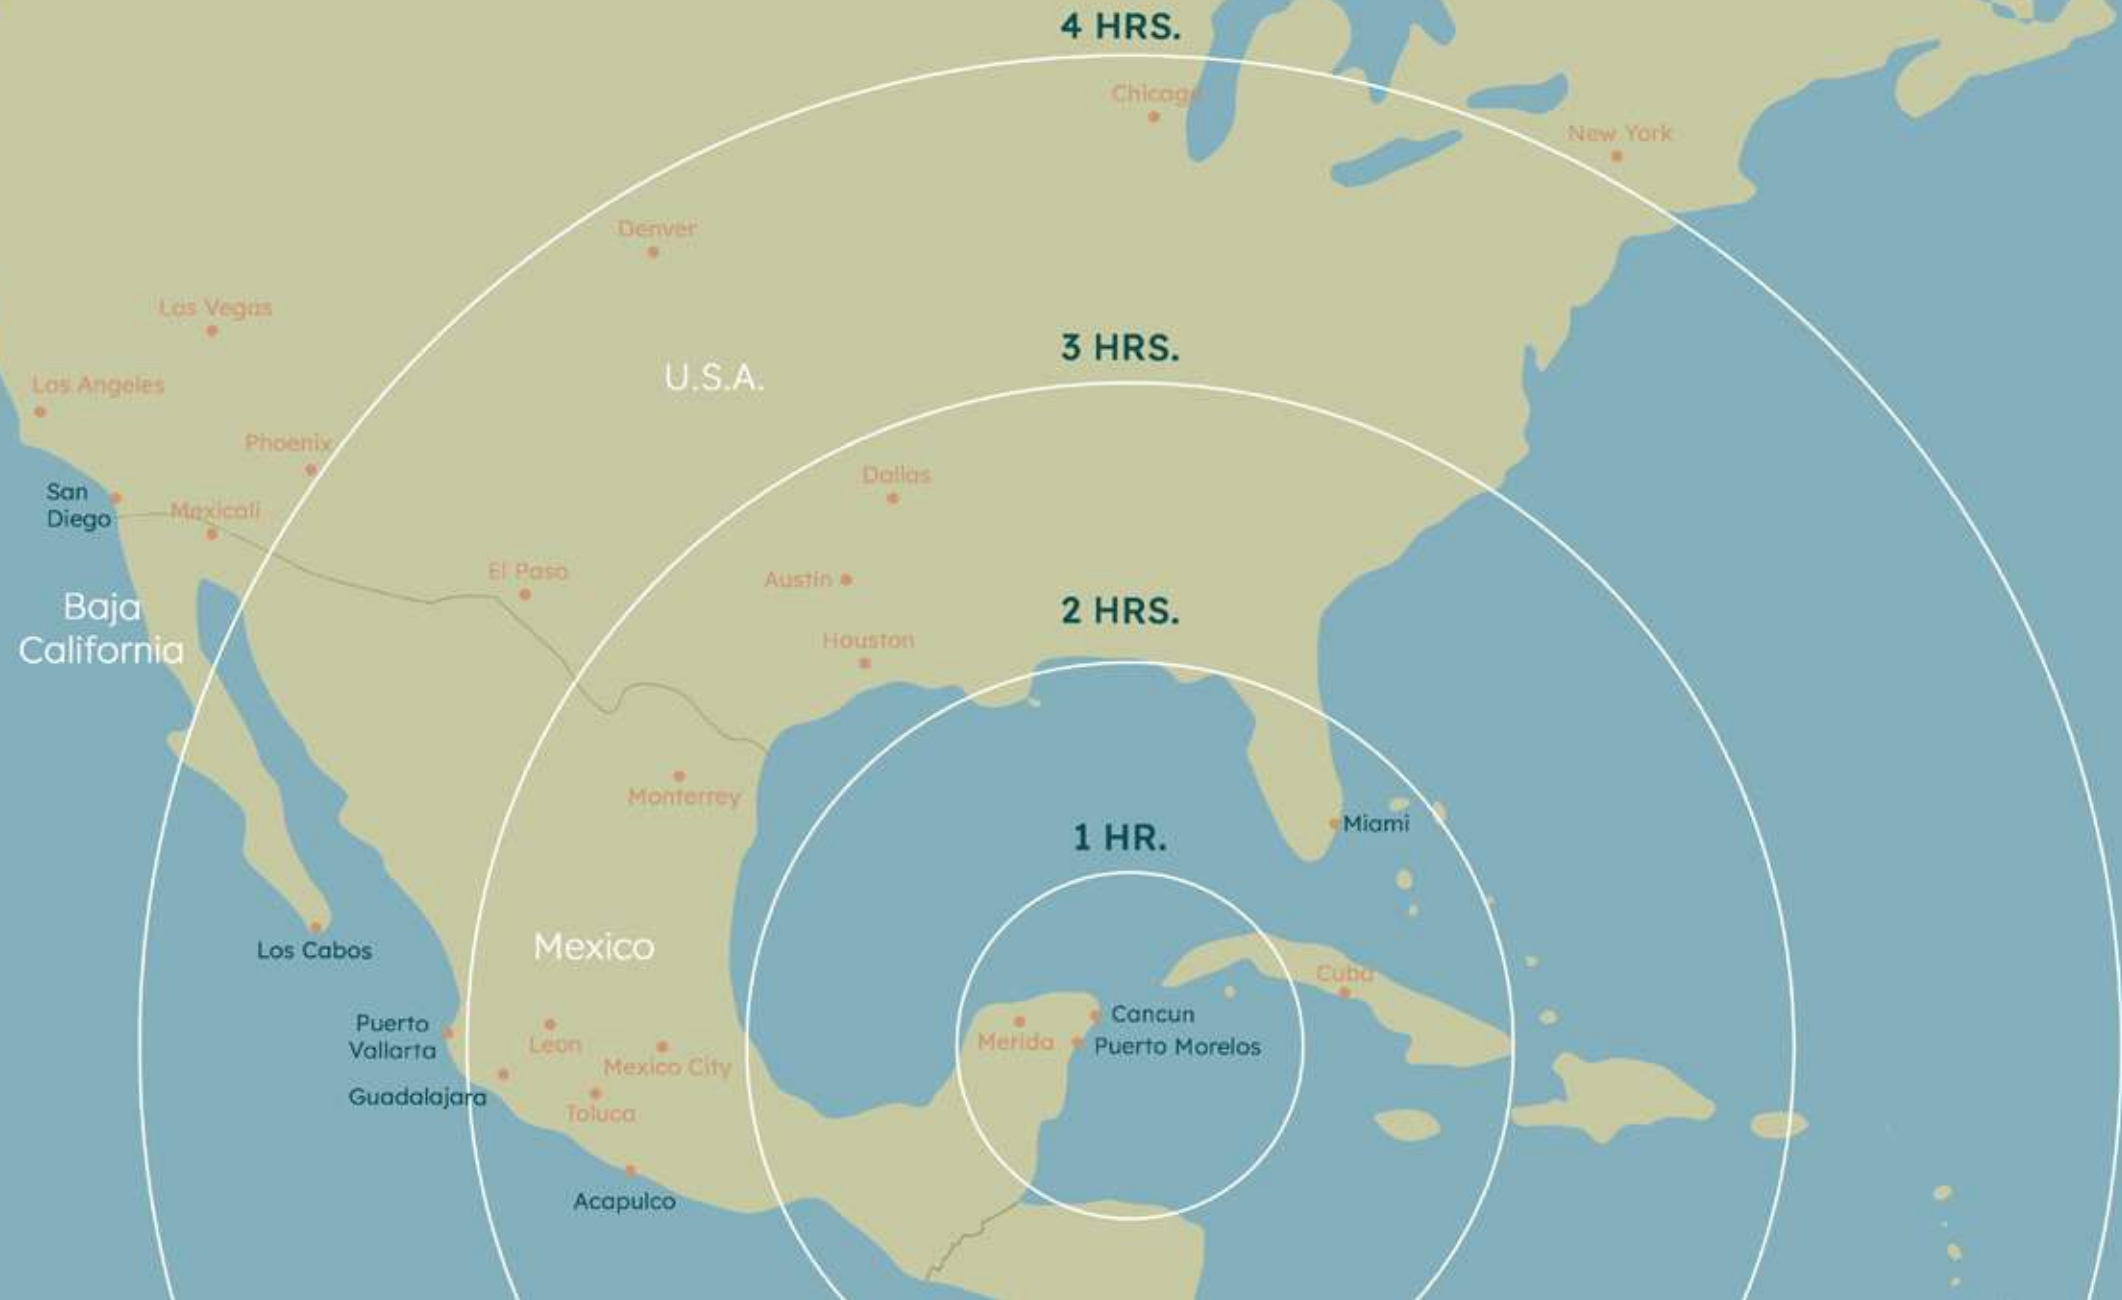 4 HRS.
Chicago
New York
Denver
Las Vegas
3 HRS.
U.S.A.
Los Angeles
Phoenix
Dallas
San
Diego
Mexicali
El Paso
Austin
Baja
California
2 HRS.
Houston
Monterrey
Miami
1 HR.
Mexico
Los Cabos
Cuba
Puerto
Vallarta
Leon
Mexico City
Merida
Cancun
Puerto Morelos
Guadalajara
Toluca
Acapulco